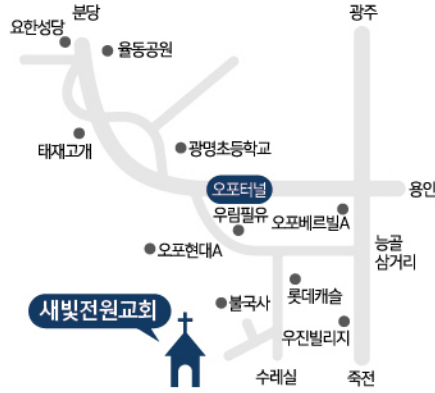 분당
광주
요한성당
율동공원
태재고개
광명초등학교
오포터널
용인
우림필유
오포베르빌A
능골
삼거리
오포현대A
롯데캐슬
불국사
새빛전원교회
우진빌리지
수레실
죽전